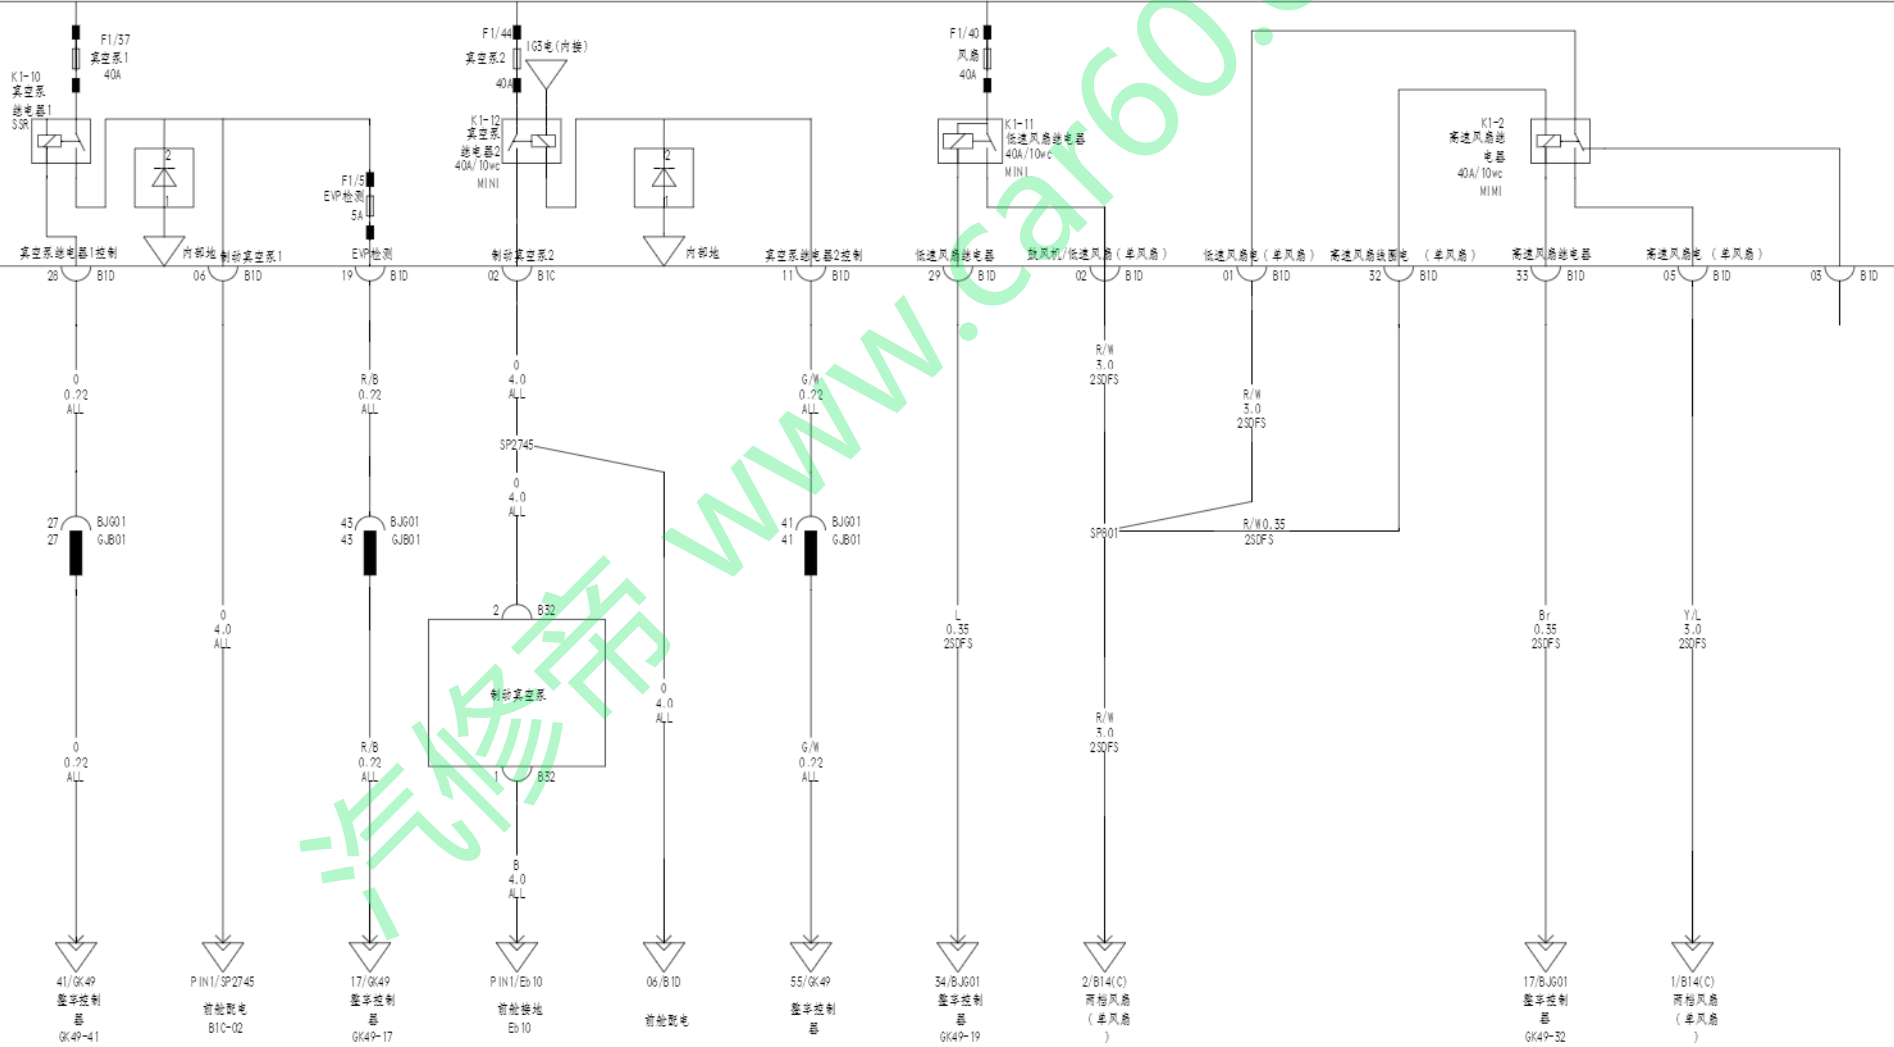 F1/37
真空泵1
40A
K1-10
真空泵
继电器1
SSR
F1/44
真空泵2
40A
IG3电(内接)
K1-12
真空泵
继电器2
40A/10wc
MINI
F1/40
风扇
40A
K1-11
低速风扇继电器
40A/10wc
MINI
K1-2
高速风扇继
电器
40A/10wc
MIMI
2
1
F1/5
EVP检测
5A
2
1
真空泵继电器1控制
内部地
制动真空泵1
EVP检测
制动真空泵2
内部地
真空泵继电器2控制
低速风扇继电器
鼓风机/低速风扇(单风扇)
低速风扇电(单风扇)
高速风扇线圈电 (单风扇)
高速风扇继电器
高速风扇电 (单风扇)
28 B1D
06 B1D
19 B1D
02 B1C
11 B1D
29 B1D
02 B1D
01 B1D
32 B1D
33 B1D
05 B1D
03 B1D
O
0.22
ALL
R/B
0.22
ALL
O
4.0
ALL
G/W
0.22
ALL
R/W
3.0
2SDFS
R/W
3.0
2SDFS
SP2745
O
4.0
ALL
27 BJG01
27 GJB01
43 BJG01
43 GJB01
41 BJG01
41 GJB01
SPB01
R/W0.35
2SDFS
O
4.0
ALL
2 B32
制动真空泵
1 B32
L
0.35
2SDFS
Br
0.35
2SDFS
Y/L
3.0
2SDFS
O
0.22
ALL
R/B
0.22
ALL
O
4.0
ALL
G/W
0.22
ALL
R/W
3.0
2SDFS
B
4.0
ALL
41/GK49
整车控制
器
GK49-41
PIN1/SP2745
前舱配电
B1C-02
17/GK49
整车控制
器
GK49-17
PIN1/Eb10
前舱接地
Eb10
06/B1D
前舱配电
55/GK49
整车控制
器
34/BJG01
整车控制
器
GK49-19
2/B14(C)
两档风扇
(单风扇
)
17/BJG01
整车控制
器
GK49-32
1/B14(C)
两档风扇
(单风扇
)
汽修帝 www.car60.